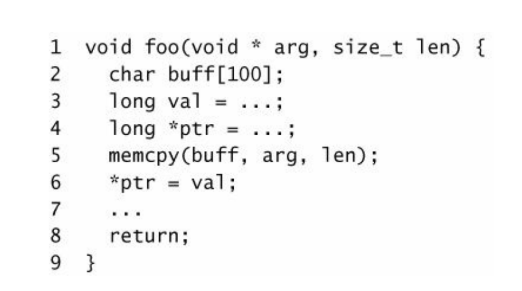 1 void foo(void * arg, size_t len) {
2 char buff[100];
3 long val = ...;
4 long *ptr = ...;
5 memcpy(buff, arg, len);
6 *ptr = val;
7 ...
8 return;
9 }